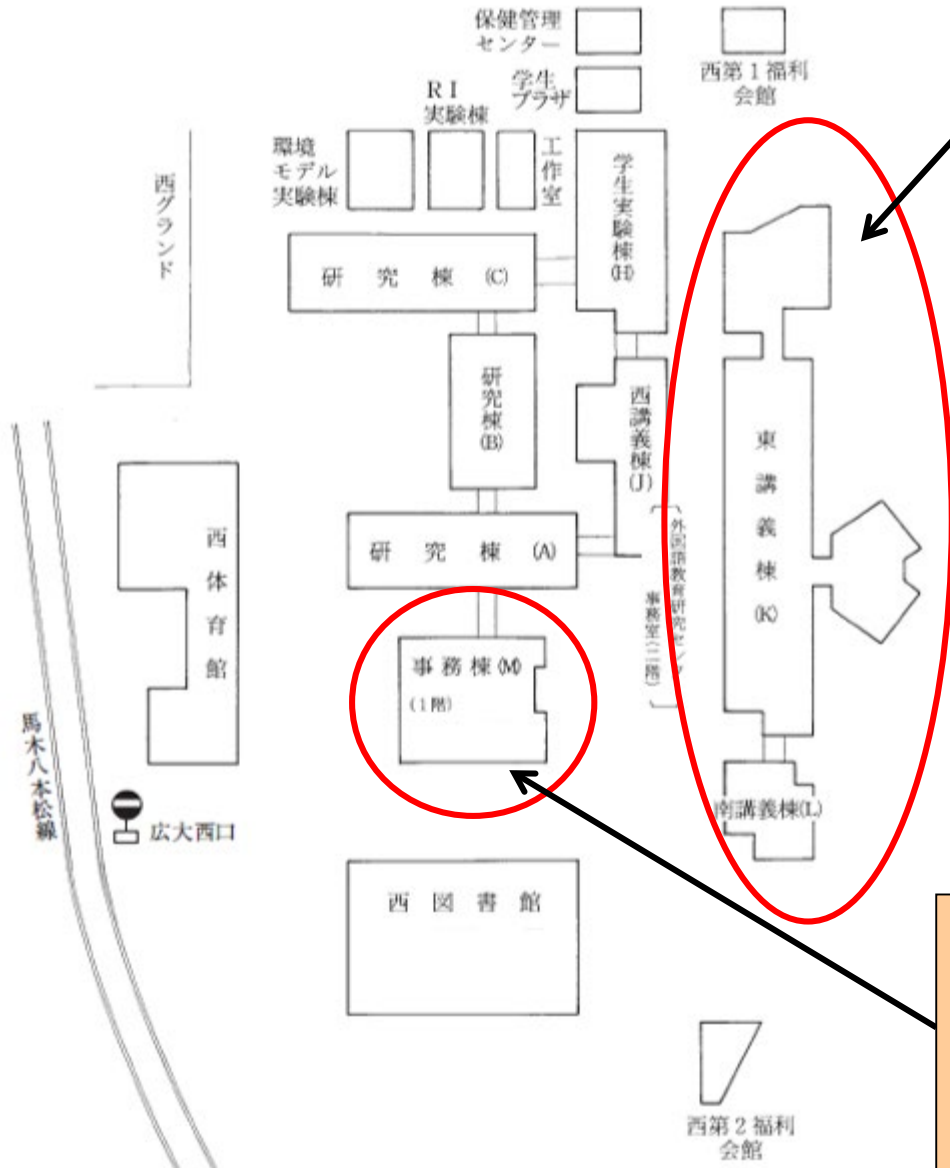 保健管理
センター
西第1福利
会館
学生
プラザ
RI
実験棟
環境
モデル
実験棟
工作室
学生実験棟(H)
西グランド
研究棟(C)
研究棟(B)
西講義棟(J)
東講義棟(K)
研究棟(A)
外国語教育研究センター
事務室(二階)
西体育館
事務棟(M)
(1階)
馬木八本松線
広大西口
南講義棟(L)
西図書館
西第2福利
会館